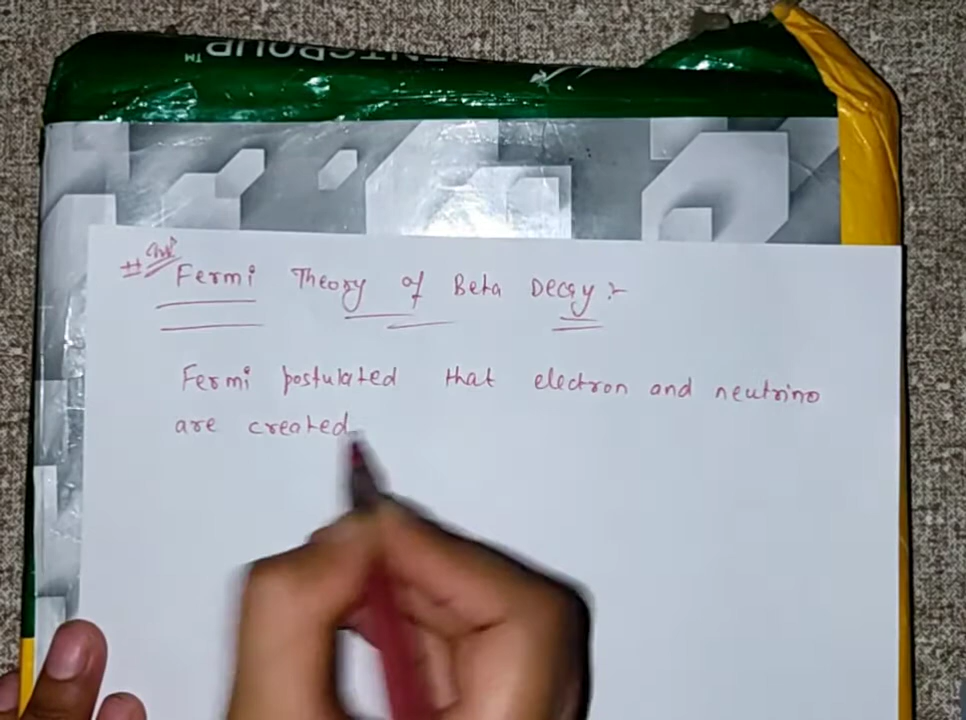 # Fermi Theory of Beta Decay :-
Fermi postulated that electron and neutrino
are created